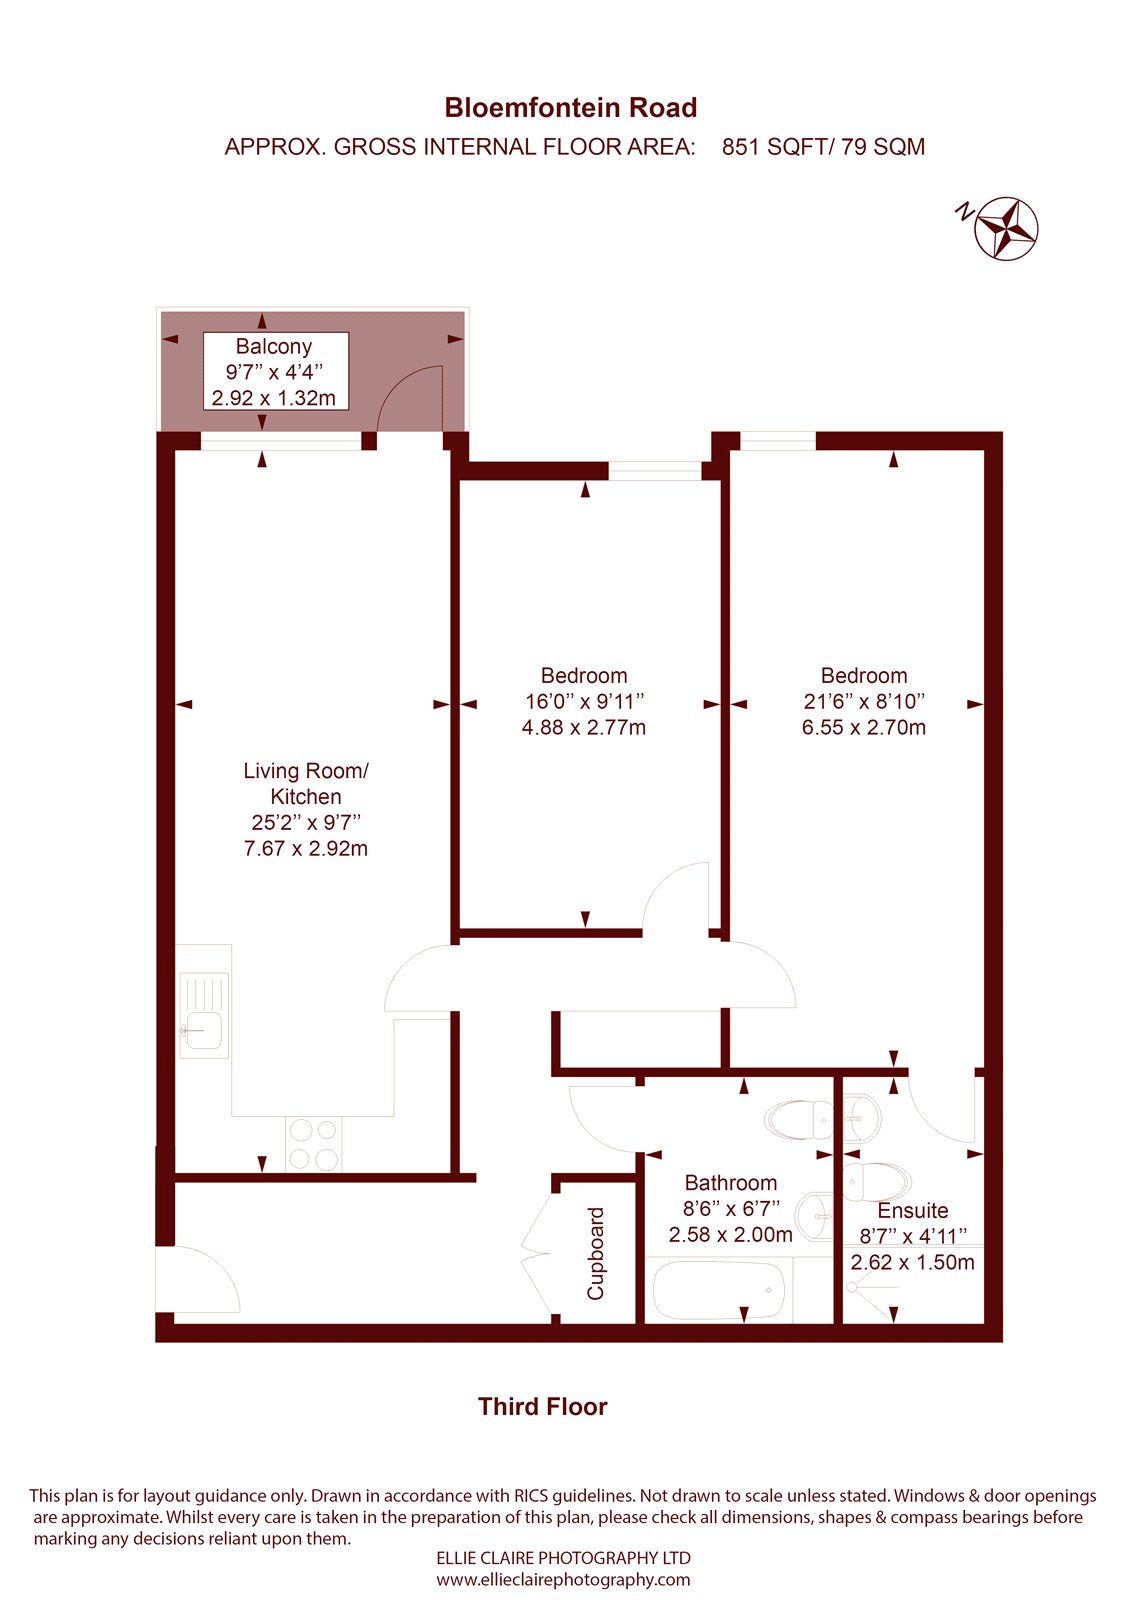 Bloemfontein Road
APPROX. GROSS INTERNAL FLOOR AREA: 851 SQFT/ 79 SQM
N
Balcony
9’7’’ x 4’4’’
2.92 x 1.32m
Bedroom
16’0’’ x 9’11’’
4.88 x 2.77m
Bedroom
21’6’’ x 8’10’’
6.55 x 2.70m
Living Room/
Kitchen
25’2’’ x 9’7’’
7.67 x 2.92m
Bathroom
8’6’’ x 6’7’’
2.58 x 2.00m
Ensuite
8’7’’ x 4’11’’
2.62 x 1.50m
Cupboard
Third Floor
This plan is for layout guidance only. Drawn in accordance with RICS guidelines. Not drawn to scale unless stated. Windows & door openings
are approximate. Whilst every care is taken in the preparation of this plan, please check all dimensions, shapes & compass bearings before
marking any decisions reliant upon them.
ELLIE CLAIRE PHOTOGRAPHY LTD
www.ellieclairephotography.com